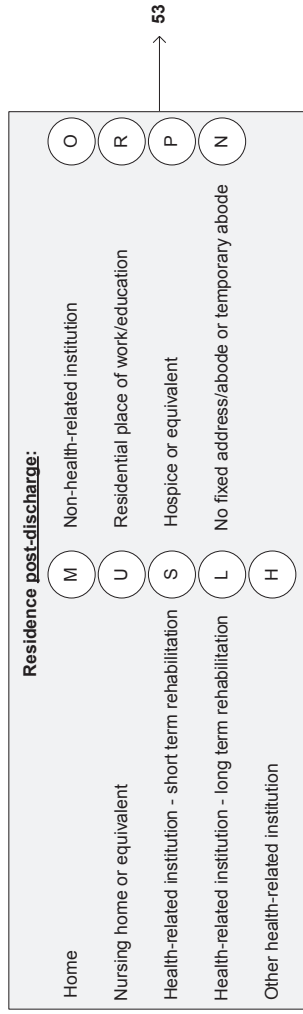 Residence post-discharge:
Home M Non-health-related institution O
Nursing home or equivalent U Residential place of work/education R
Health-related institution - short term rehabilitation S Hospice or equivalent P
Health-related institution - long term rehabilitation L No fixed address/abode or temporary abode N
Other health-related institution H
53